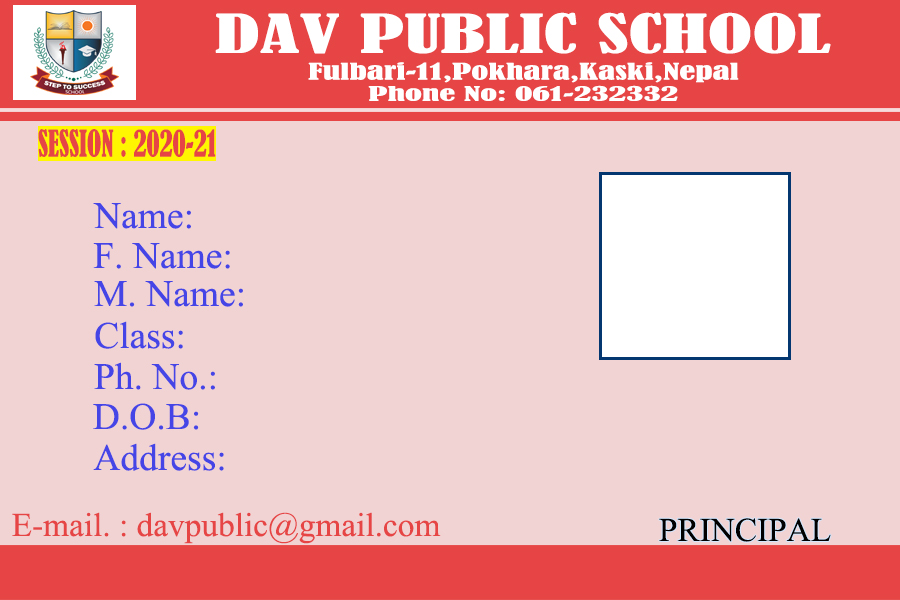 DAV PUBLIC SCHOOL
Fulbari-11,Pokhara,Kaski,Nepal
Phone No: 061-232332
STEP TO SUCCESS
SCHOOL
SESSION : 2020-21
Name:
F. Name:
M. Name:
Class:
Ph. No.:
D.O.B:
Address:
E-mail. : davpublic@gmail.com
PRINCIPAL